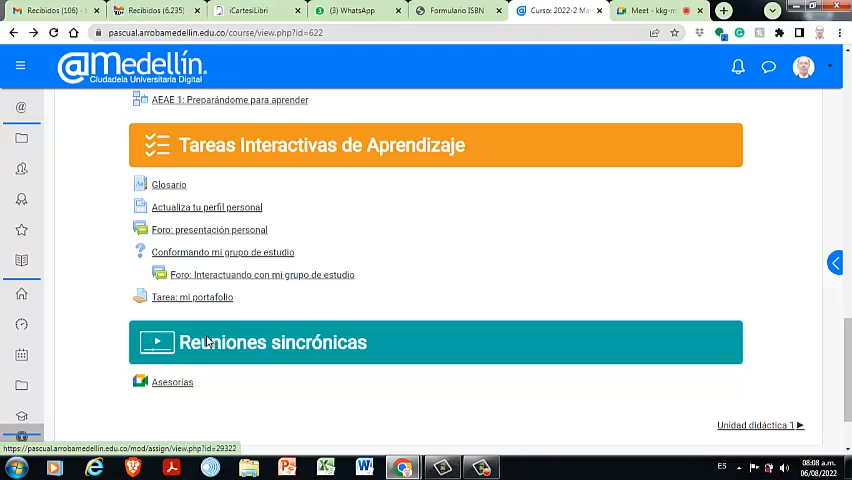 Recibidos (106) -
Recibidos (6.235)
iCartesiLibri
(3) WhatsApp
Formulario ISBN
Curso: 2022-2 Ma
Meet - kkg-m
pascual.arrobamedellin.edu.co/course/view.php?id=622
@Medellín.
Ciudadela Universitaria Digital
AEAE 1: Preparándome para aprender
Tareas Interactivas de Aprendizaje
Glosario
Actualiza tu perfil personal
Foro: presentación personal
Conformando mi grupo de estudio
Foro: Interactuando con mi grupo de estudio
Tarea: mi portafolio
Reuniones sincrónicas
Asesorías
Unidad didáctica 1 ▶
https://pascual.arrobamedellin.edu.co/mod/assign/view.php?id=29322
ES
08:08 a.m.
06/08/2022